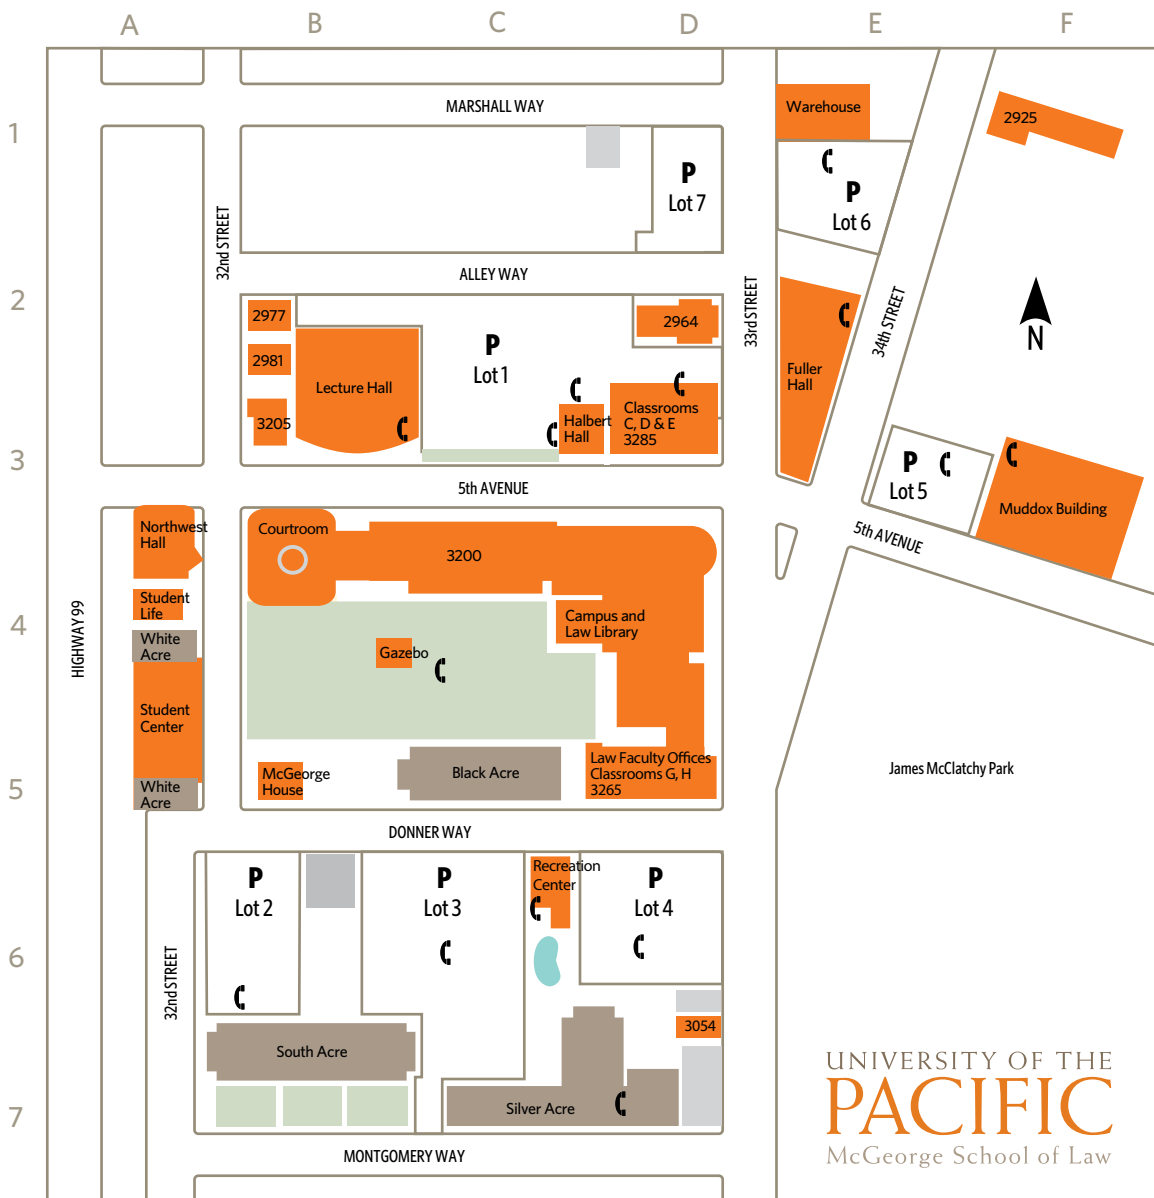 A B C D E F
1
2
3
4
5
6
7
MARSHALL WAY
Warehouse
2925
P
Lot 7
P
Lot 6
32nd STREET
ALLEY WAY
33rd STREET
34th STREET
N
2977
2981
3205
Lecture Hall
P
Lot 1
2964
Halbert
Hall
Classrooms
C, D & E
3285
Fuller
Hall
P
Lot 5
Muddox Building
5th AVENUE
5th AVENUE
HIGHWAY 99
Northwest
Hall
Student
Life
White
Acre
Student
Center
White
Acre
Courtroom
3200
Campus and
Law Library
Gazebo
McGeorge
House
Black Acre
Law Faculty Offices
Classrooms G, H
3265
James McClatchy Park
DONNER WAY
P
Lot 2
P
Lot 3
Recreation
Center
P
Lot 4
32nd STREET
3054
South Acre
Silver Acre
MONTGOMERY WAY
UNIVERSITY OF THE
PACIFIC
McGeorge School of Law